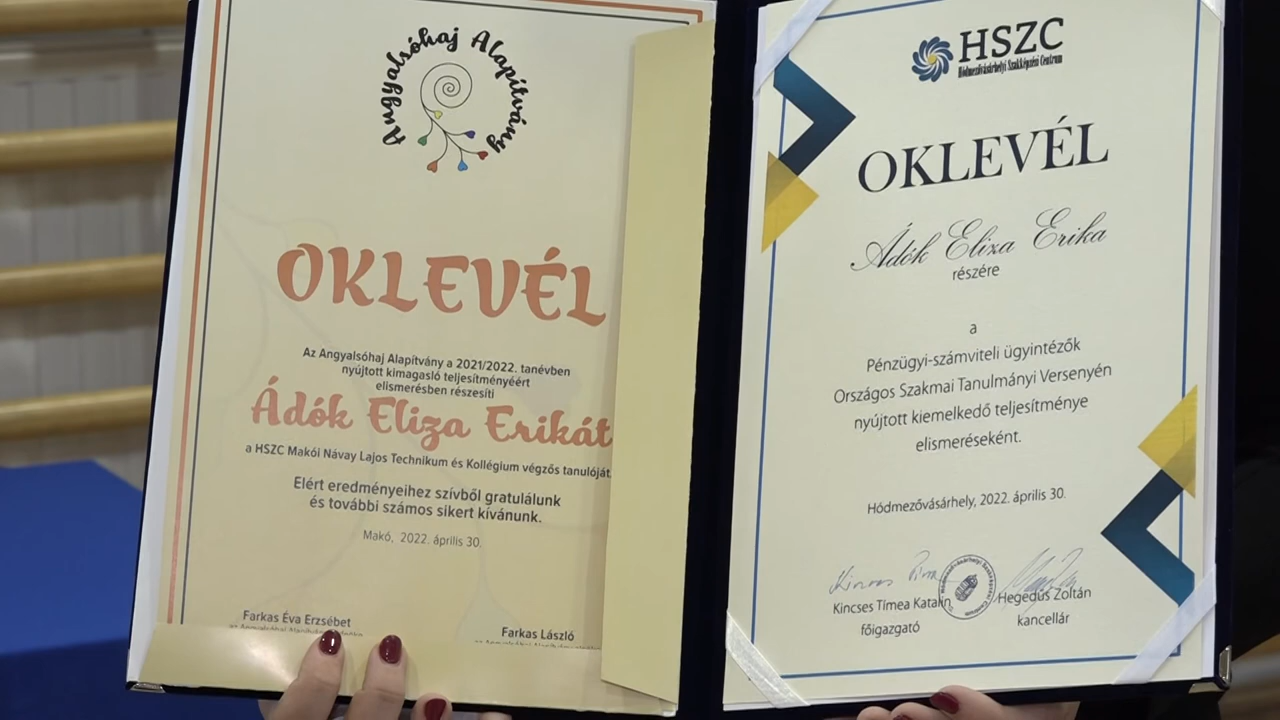 Angyalsóhaj Alapítvány
OKLEVÉL
Az Angyalsóhaj Alapítvány a 2021/2022. tanévben
nyújtott kimagasló teljesítményéért
elismerésben részesíti
Ádók Eliza Erikát
a HSZC Makói Návay Lajos Technikum és Kollégium végzős tanulóját.
Elért eredményeihez szívből gratulálunk
és további számos sikert kívánunk.
Makó, 2022. április 30.
Farkas Éva Erzsébet
Farkas László
HSZC
Hódmezővásárhelyi Szakképzési Centrum
OKLEVÉL
Ádók Eliza Erika
részére
a
Pénzügyi-számviteli ügyintézők
Országos Szakmai Tanulmányi Versenyén
nyújtott kiemelkedő teljesítménye
elismeréseként.
Hódmezővásárhely, 2022. április 30.
Kincses Tímea Katalin
főigazgató
Hegedűs Zoltán
kancellár